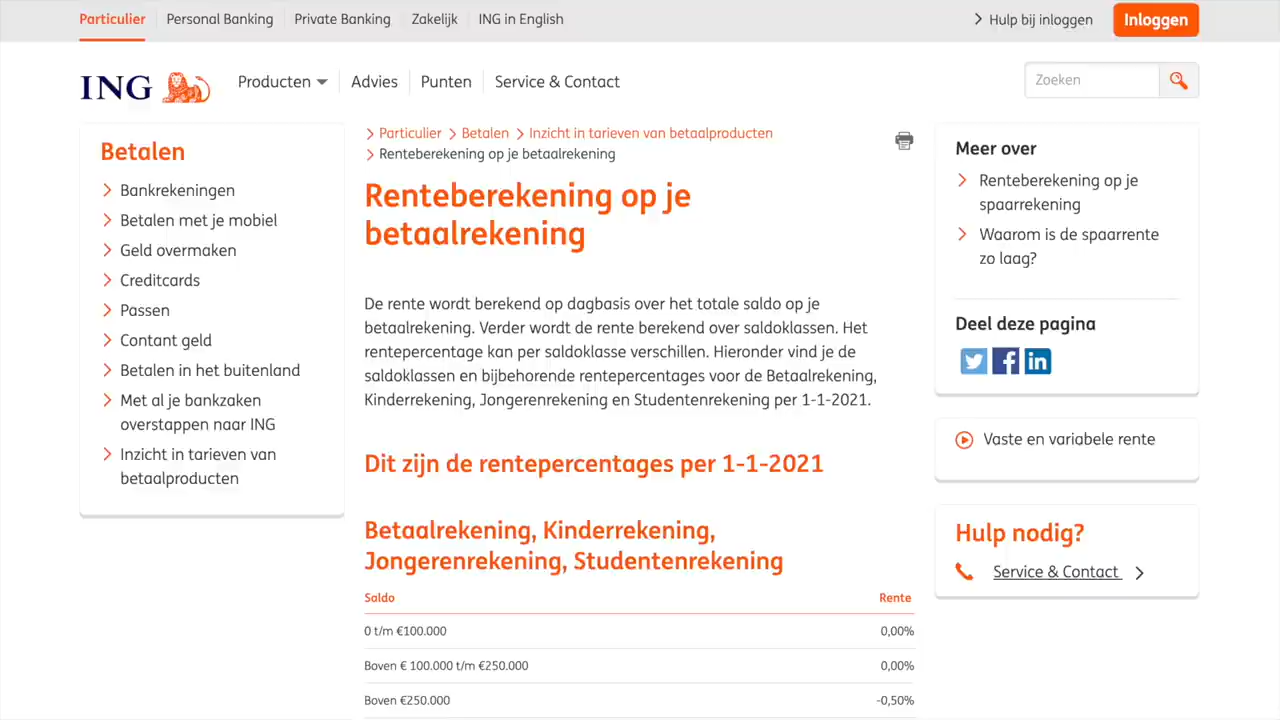 Particulier
Personal Banking
Private Banking
Zakelijk
ING in English
Hulp bij inloggen
Inloggen
ING
Producten
Advies
Punten
Service & Contact
Zoeken
Betalen
Bankrekeningen
Betalen met je mobiel
Geld overmaken
Creditcards
Passen
Contant geld
Betalen in het buitenland
Met al je bankzaken
overstappen naar ING
Inzicht in tarieven van
betaalproducten
Particulier
Betalen
Inzicht in tarieven van betaalproducten
Renteberekening op je betaalrekening
Renteberekening op je
betaalrekening
De rente wordt berekend op dagbasis over het totale saldo op je
betaalrekening. Verder wordt de rente berekend over saldoklassen. Het
rentepercentage kan per saldoklasse verschillen. Hieronder vind je de
saldoklassen en bijbehorende rentepercentages voor de Betaalrekening,
Kinderrekening, Jongerenrekening en Studentenrekening per 1-1-2021.
Dit zijn de rentepercentages per 1-1-2021
Betaalrekening, Kinderrekening,
Jongerenrekening, Studentenrekening
Saldo Rente
0 t/m €100.000 0,00%
Boven € 100.000 t/m €250.000 0,00%
Boven €250.000 -0,50%
Meer over
Renteberekening op je
spaarrekening
Waarom is de spaarrente
zo laag?
Deel deze pagina
Vaste en variabele rente
Hulp nodig?
Service & Contact